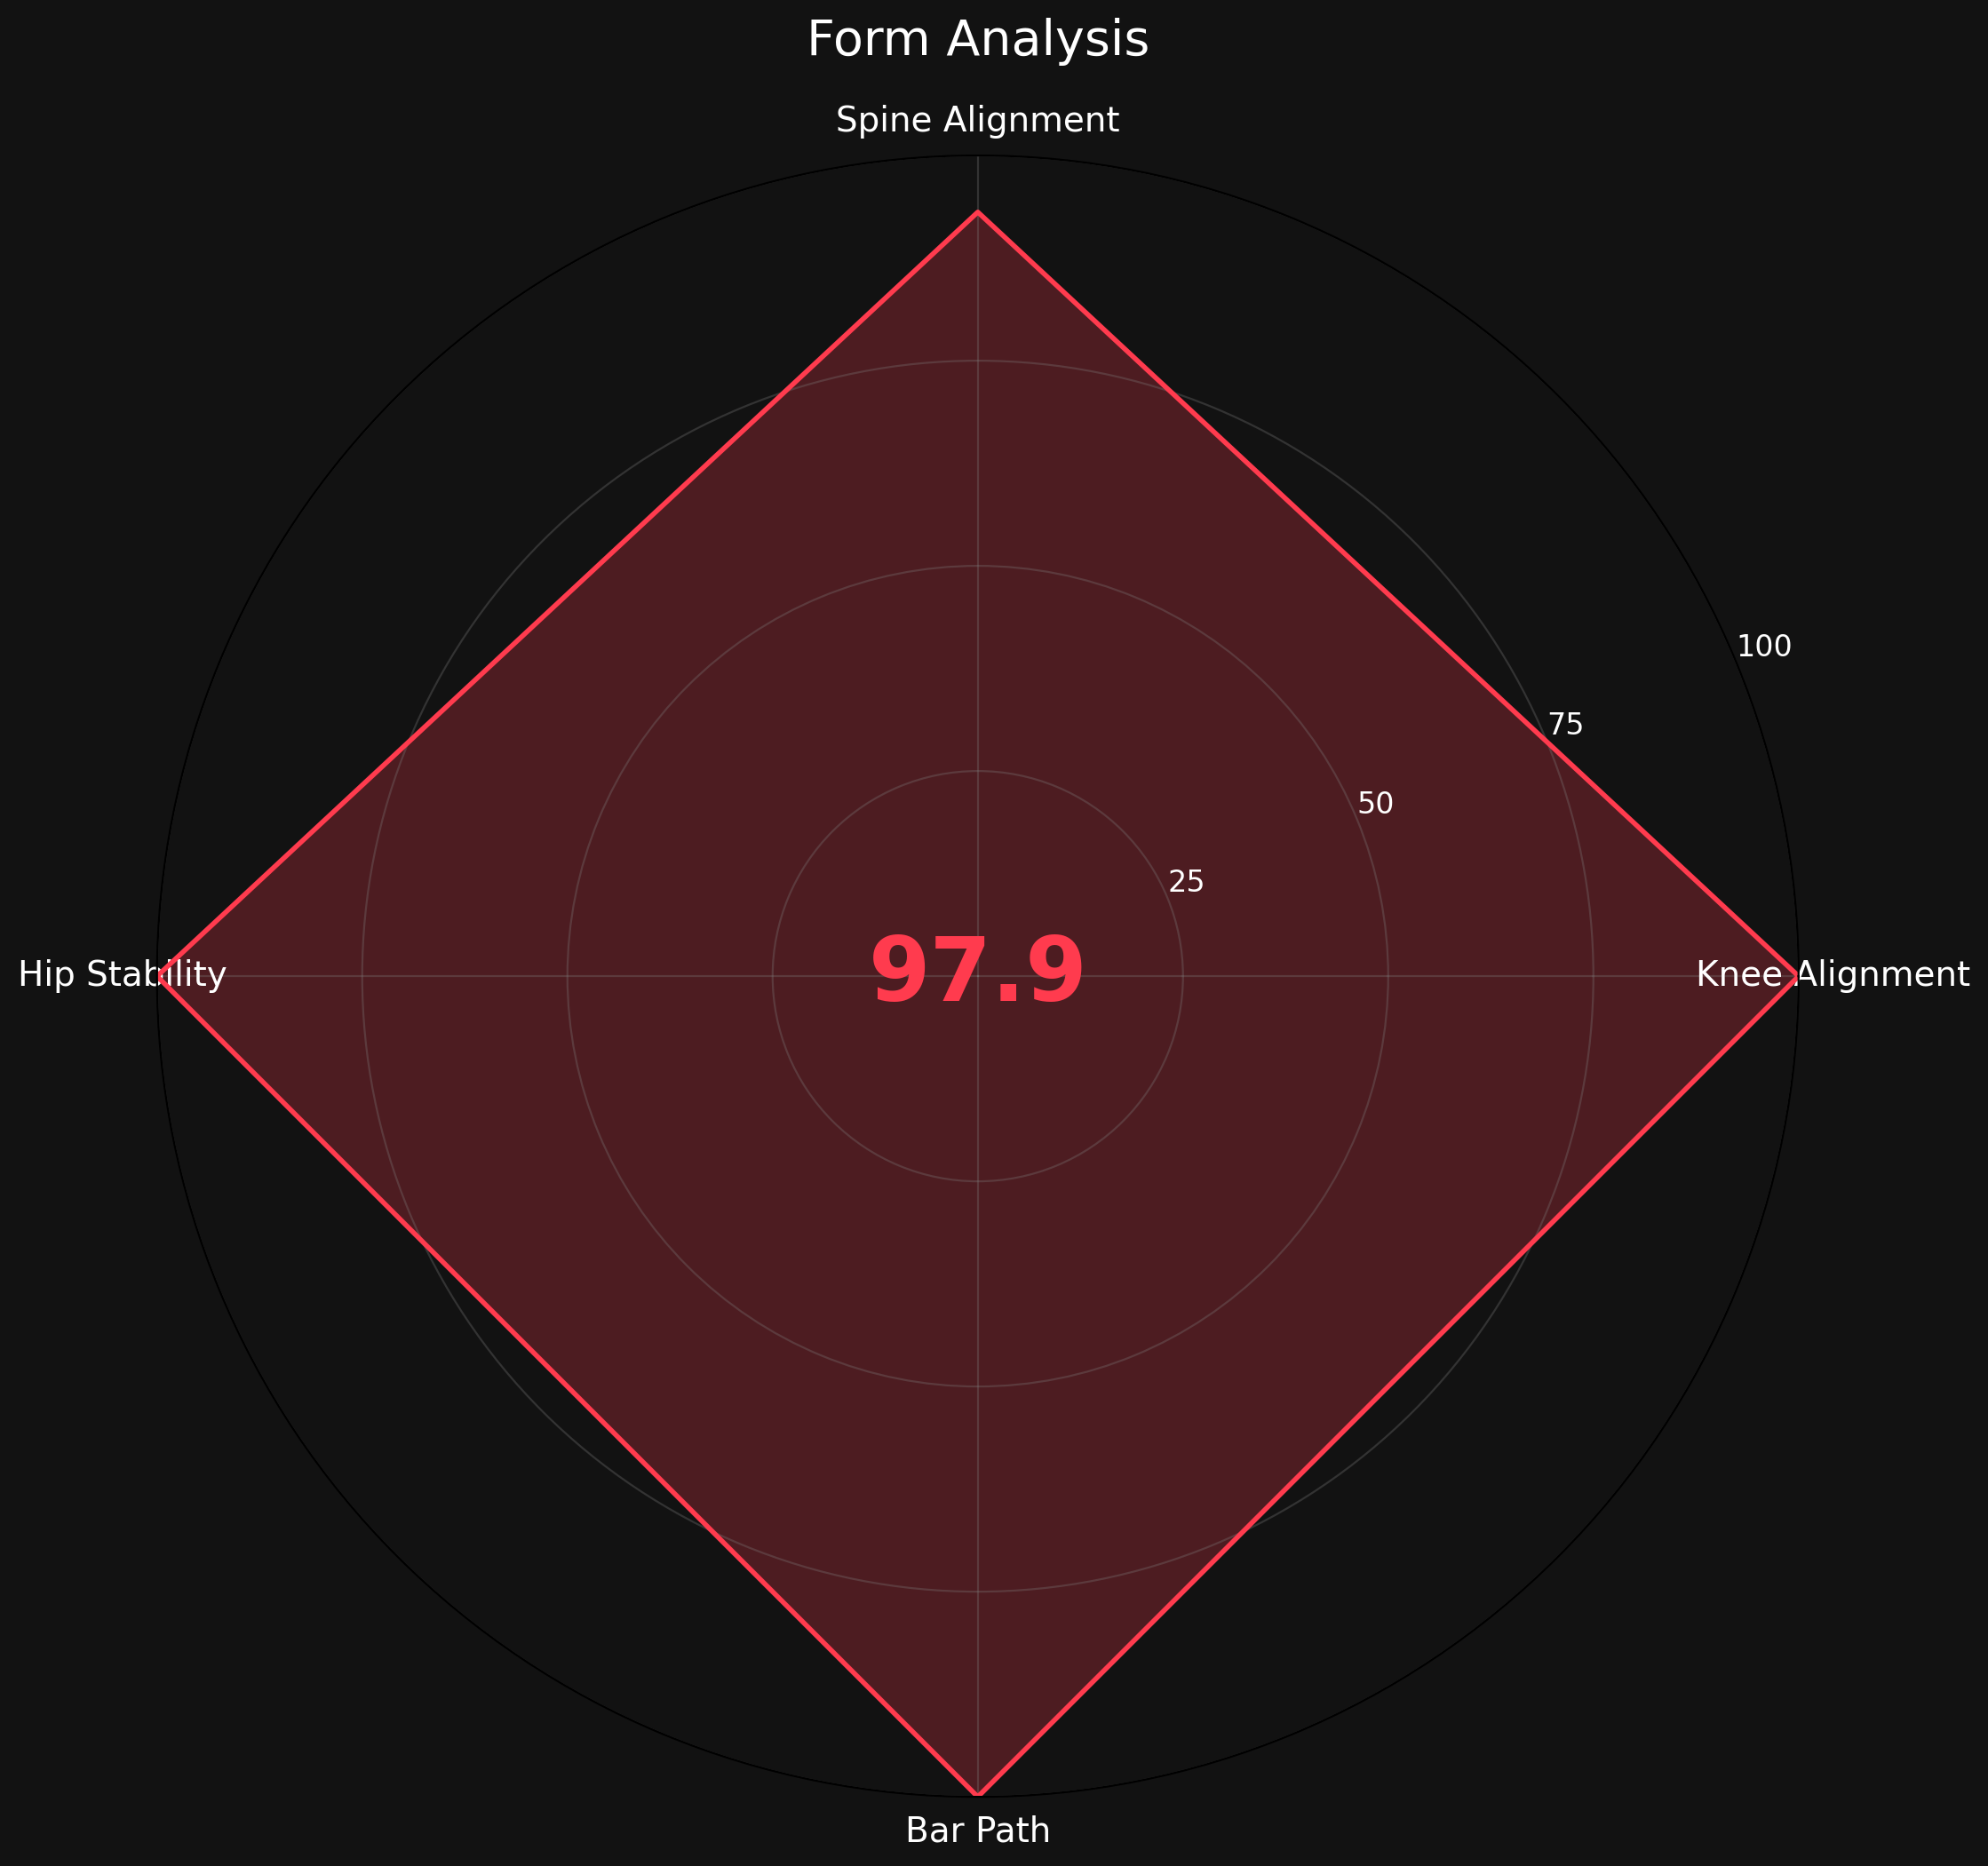 Form Analysis
Spine Alignment
100
75
50
25
97.9
Hip Stability
Knee Alignment
Bar Path